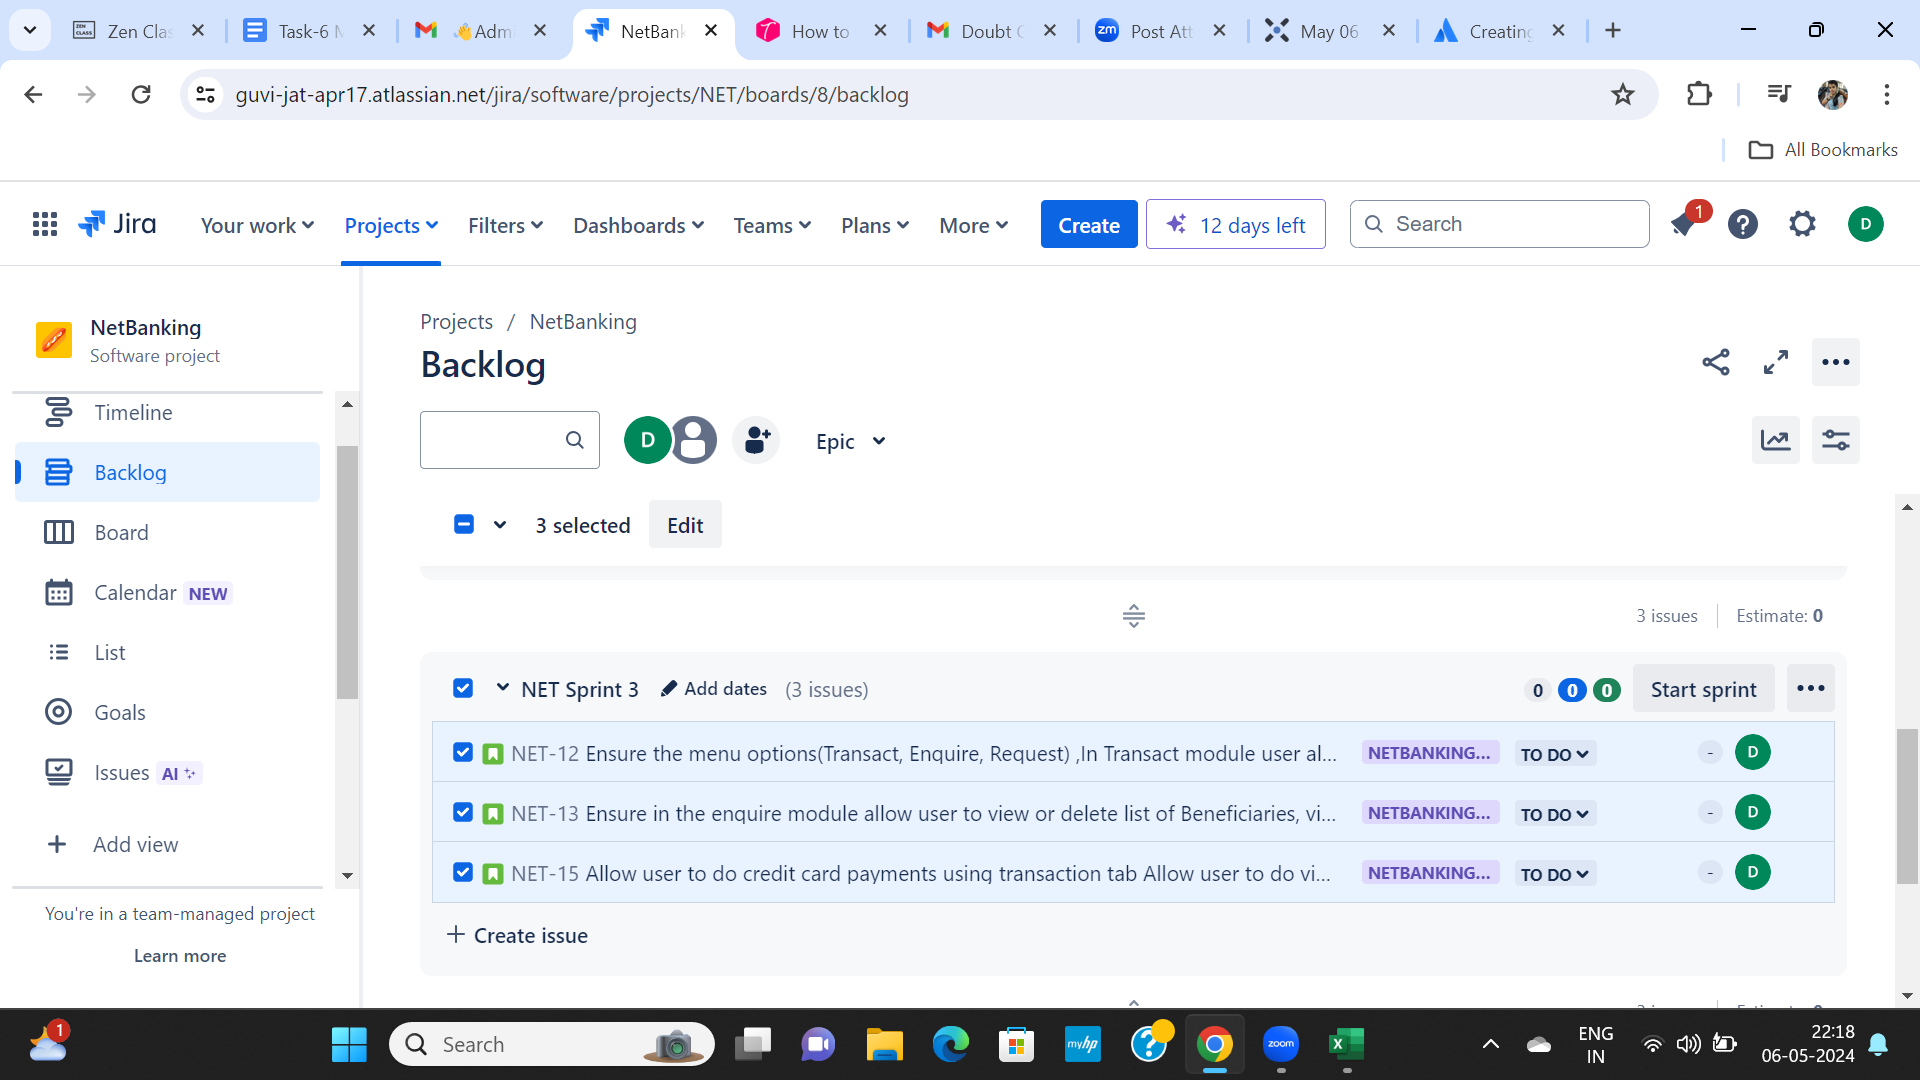 Zen Clas
Task-6 M
👋Adm
NetBank
How to
Doubt C
zm
Post Att
May 06
Creating
guvi-jat-apr17.atlassian.net/jira/software/projects/NET/boards/8/backlog
All Bookmarks
Jira
Your work
Projects
Filters
Dashboards
Teams
Plans
More
Create
12 days left
Search
1
D
NetBanking
Software project
Timeline
Backlog
Board
Calendar NEW
List
Goals
Issues AI
Add view
You're in a team-managed project
Learn more
Projects / NetBanking
Backlog
D
Epic
3 selected
Edit
3 issues
Estimate: 0
NET Sprint 3
Add dates
(3 issues)
0 0 0
Start sprint
NET-12 Ensure the menu options(Transact, Enquire, Request) ,In Transact module user al... NETBANKING... TO DO - D
NET-13 Ensure in the enquire module allow user to view or delete list of Beneficiaries, vi... NETBANKING... TO DO - D
NET-15 Allow user to do credit card payments using transaction tab Allow user to do vi... NETBANKING... TO DO - D
+ Create issue
1
Search
myhp
zoom
ENG
IN
22:18
06-05-2024